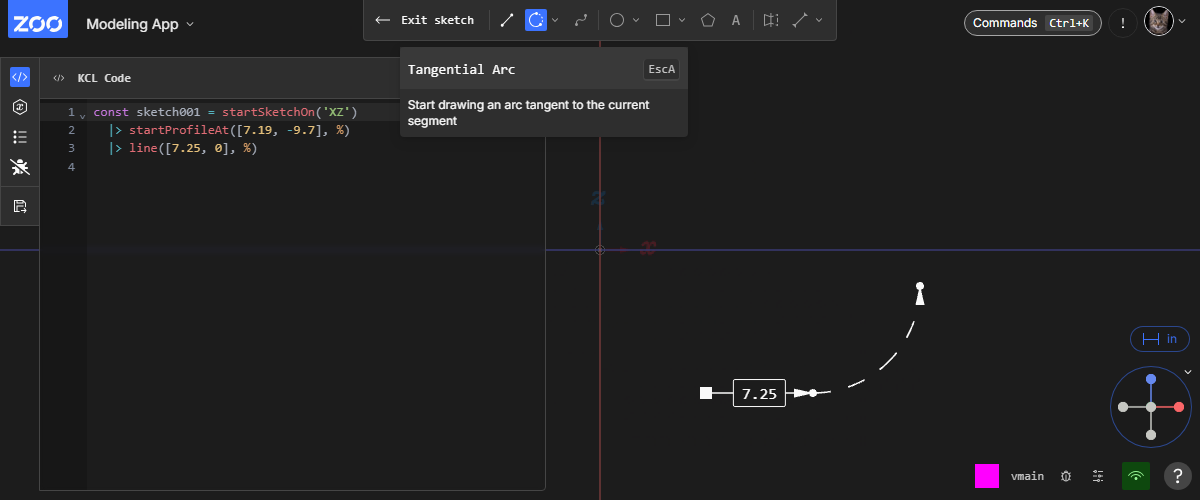 ZOO
Modeling App
Exit sketch
A
Commands Ctrl+K
!
Tangential Arc
EscA
Start drawing an arc tangent to the current
segment
KCL Code
1 const sketch001 = startSketchOn('XZ')
2 |> startProfileAt([7.19, -9.7], %)
3 |> line([7.25, 0], %)
4
z
x
7.25
in
vmain
?